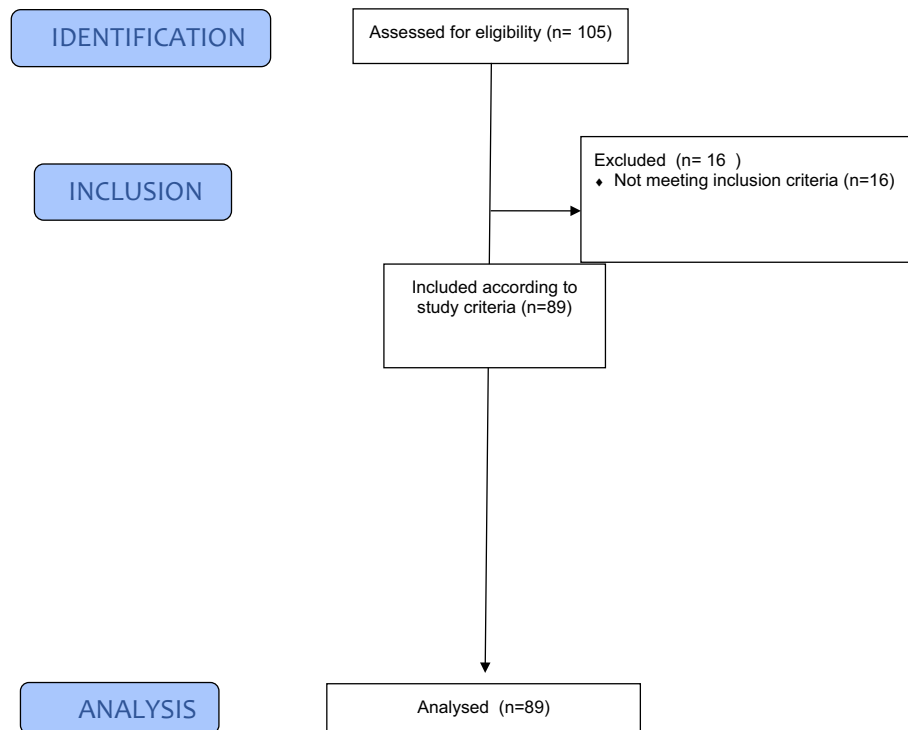 IDENTIFICATION
Assessed for eligibility (n= 105)
INCLUSION
Excluded  (n= 16  )
♦ Not meeting inclusion criteria (n=16)
Included according to
study criteria (n=89)
ANALYSIS
Analysed  (n=89)